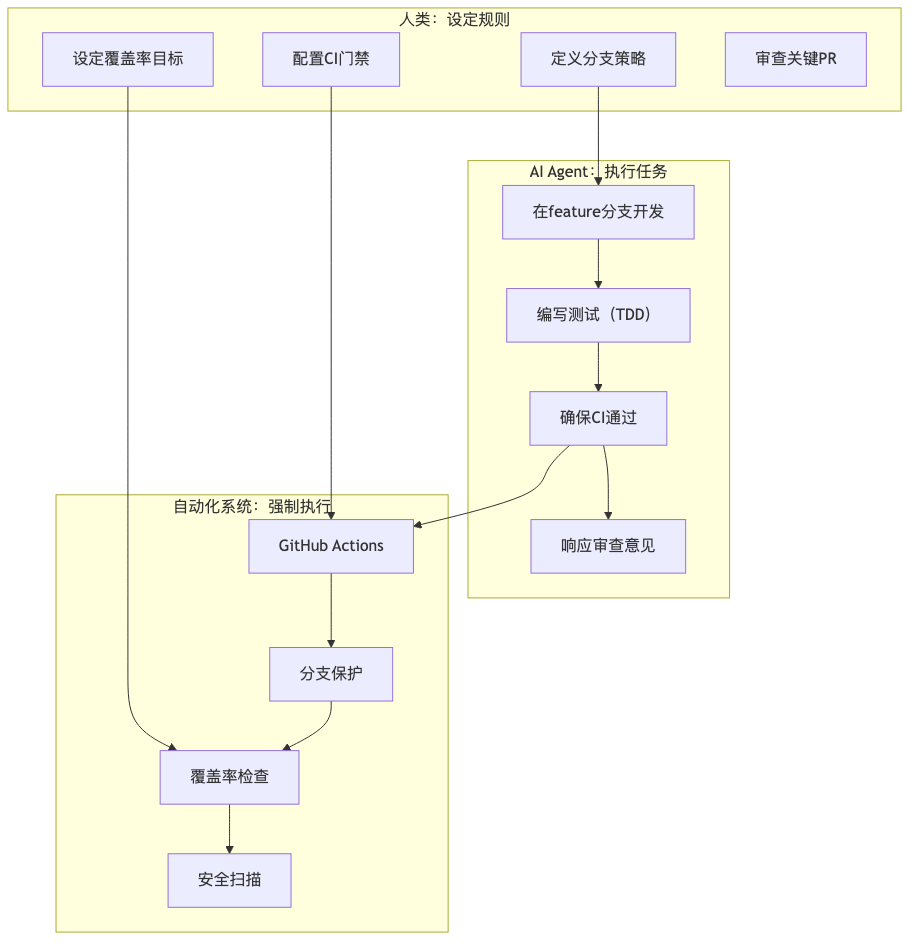 人类：设定规则
设定覆盖率目标
配置CI门禁
定义分支策略
审查关键PR
AI Agent：执行任务
在feature分支开发
编写测试（TDD）
确保CI通过
响应审查意见
自动化系统：强制执行
GitHub Actions
分支保护
覆盖率检查
安全扫描